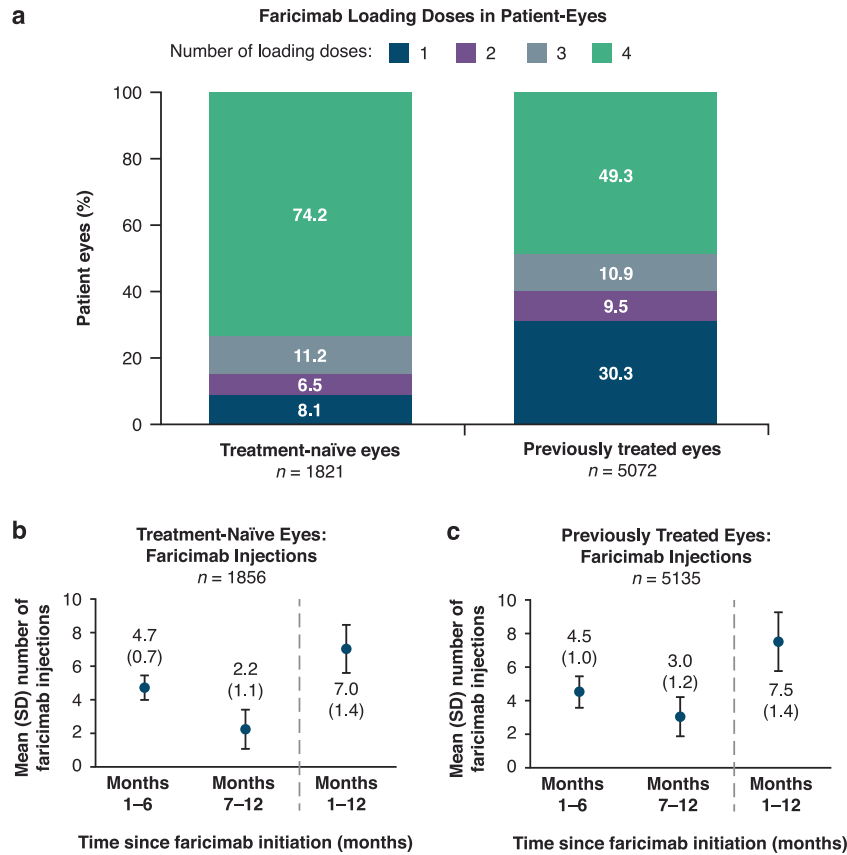 a
Faricimab Loading Doses in Patient-Eyes
Number of loading doses: 1 2 3 4
Patient eyes (%)
100
80
60
40
20
0
74.2
11.2
6.5
8.1
49.3
10.9
9.5
30.3
Treatment-naïve eyes
n = 1821
Previously treated eyes
n = 5072
b
Treatment-Naïve Eyes:
Faricimab Injections
n = 1856
Mean (SD) number of
faricimab injections
10
8
6
4
2
0
4.7
(0.7)
2.2
(1.1)
7.0
(1.4)
Months
1–6
Months
7–12
Months
1–12
Time since faricimab initiation (months)
c
Previously Treated Eyes:
Faricimab Injections
n = 5135
Mean (SD) number of
faricimab injections
10
8
6
4
2
0
4.5
(1.0)
3.0
(1.2)
7.5
(1.4)
Months
1–6
Months
7–12
Months
1–12
Time since faricimab initiation (months)